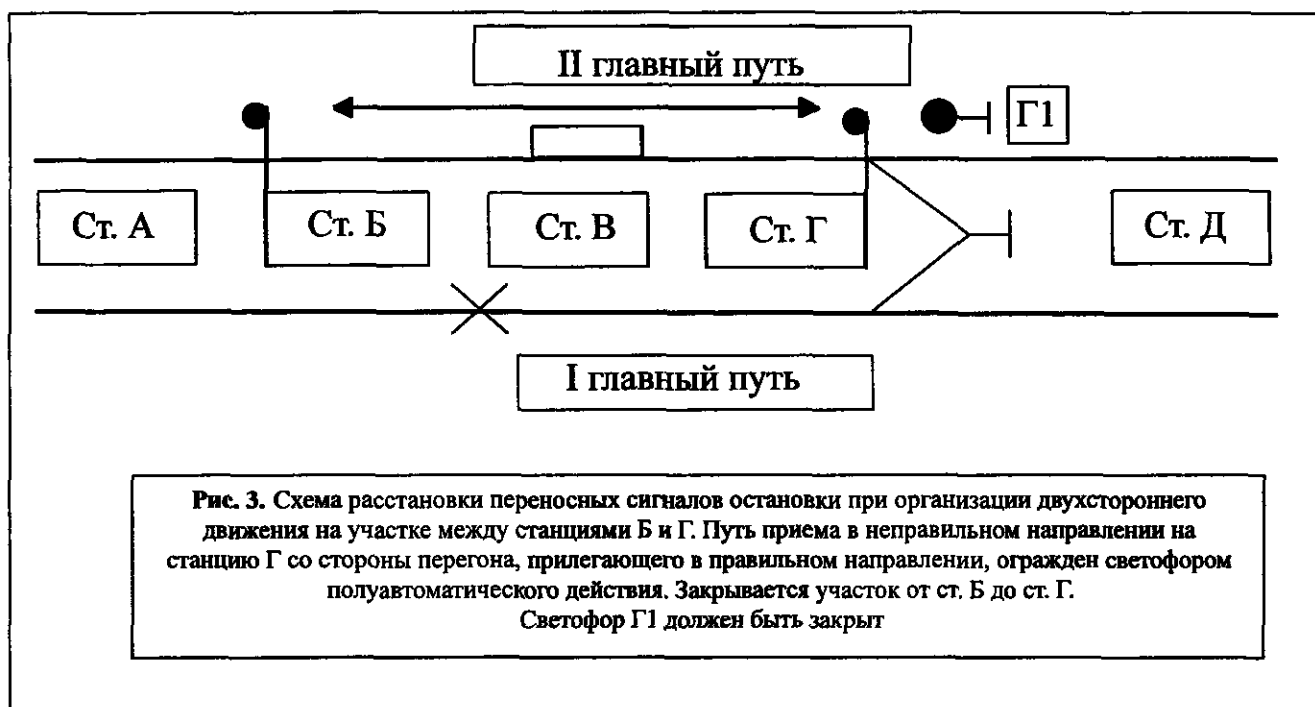 II главный путь
Г1
Ст. А
Ст. Б
Ст. В
Ст. Г
Ст. Д
I главный путь
Рис. 3. Схема расстановки переносных сигналов остановки при организации двухстороннего
движения на участке между станциями Б и Г. Путь приема в неправильном направлении на
станцию Г со стороны перегона, прилегающего в правильном направлении, огражден светофором
полуавтоматического действия. Закрывается участок от ст. Б до ст. Г.
Светофор Г1 должен быть закрыт